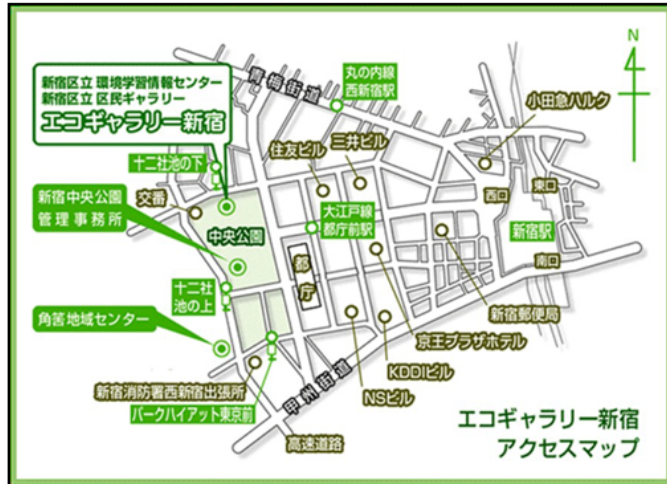 新宿区立 環境学習情報センター
新宿区立 区民ギャラリー
エコギャラリー新宿
青梅街道
丸の内線
西新宿駅
N
小田急ハルク
十二社池の下
住友ビル
三井ビル
交番
新宿中央公園
管理事務所
中央公園
大江戸線
都庁前駅
西口
東口
新宿駅
南口
都庁
十二社
池の上
新宿郵便局
角筈地域センター
京王プラザホテル
KDDIビル
NSビル
新宿消防署西新宿出張所
パークハイアット東京前
甲州街道
高速道路
エコギャラリー新宿
アクセスマップ